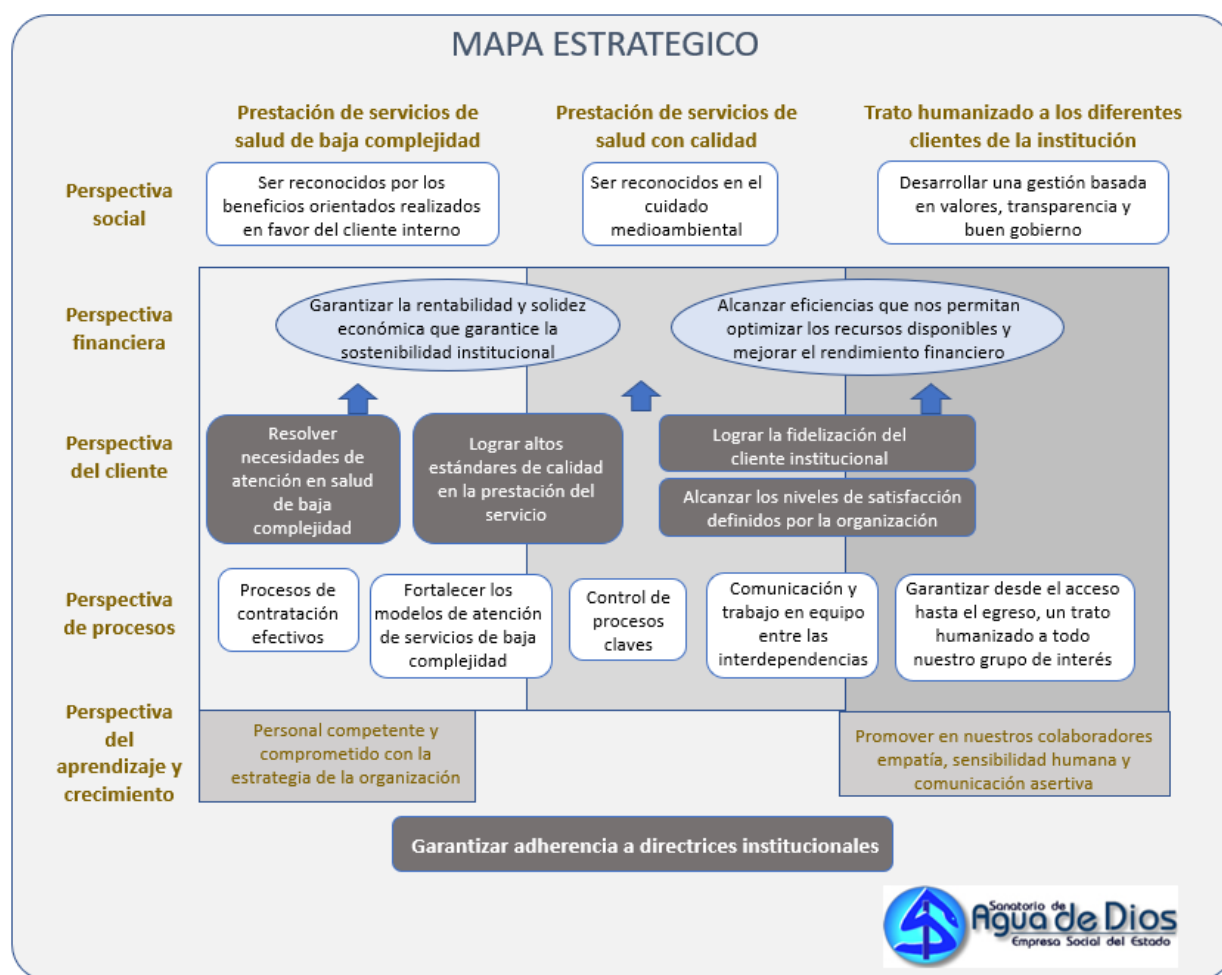 MAPA ESTRATEGICO
Prestación de servicios de
salud de baja complejidad
Prestación de servicios de
salud con calidad
Trato humanizado a los diferentes
clientes de la institución
Perspectiva
social
Ser reconocidos por los
beneficios orientados realizados
en favor del cliente interno
Ser reconocidos en el
cuidado
medioambiental
Desarrollar una gestión basada
en valores, transparencia y
buen gobierno
Perspectiva
financiera
Garantizar la rentabilidad y solidez
económica que garantice la
sostenibilidad institucional
Alcanzar eficiencias que nos permitan
optimizar los recursos disponibles y
mejorar el rendimiento financiero
Perspectiva
del cliente
Resolver
necesidades de
atención en salud
de baja
complejidad
Lograr altos
estándares de calidad
en la prestación del
servicio
Lograr la fidelización del
cliente institucional
Alcanzar los niveles de satisfacción
definidos por la organización
Perspectiva
de procesos
Procesos de
contratación
efectivos
Fortalecer los
modelos de atención
de servicios de baja
complejidad
Control de
procesos
claves
Comunicación y
trabajo en equipo
entre las
interdependencias
Garantizar desde el acceso
hasta el egreso, un trato
humanizado a todo
nuestro grupo de interés
Perspectiva
del
aprendizaje y
crecimiento
Personal competente y
comprometido con la
estrategia de la organización
Promover en nuestros colaboradores
empatía, sensibilidad humana y
comunicación asertiva
Garantizar adherencia a directrices institucionales
Sanatorio de
Agua de Dios
Empresa Social del Estado